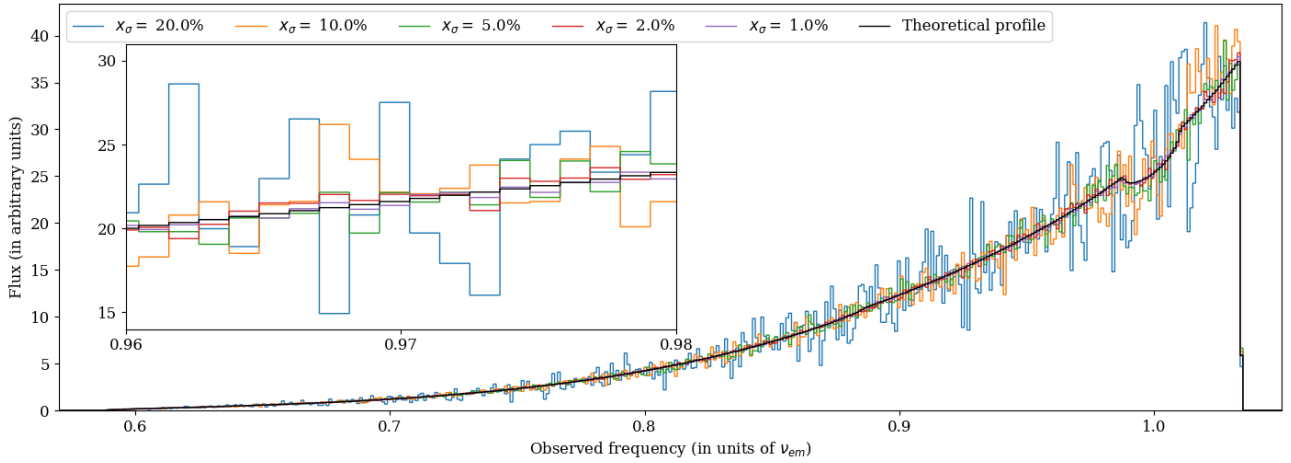 x_σ = 20.0% x_σ = 10.0% x_σ = 5.0% x_σ = 2.0% x_σ = 1.0% Theoretical profile
Flux (in arbitrary units)
40
35
30
25
20
15
10
5
0
30
25
20
15
0.96 0.97 0.98
0.6 0.7 0.8 0.9 1.0
Observed frequency (in units of ν_em)